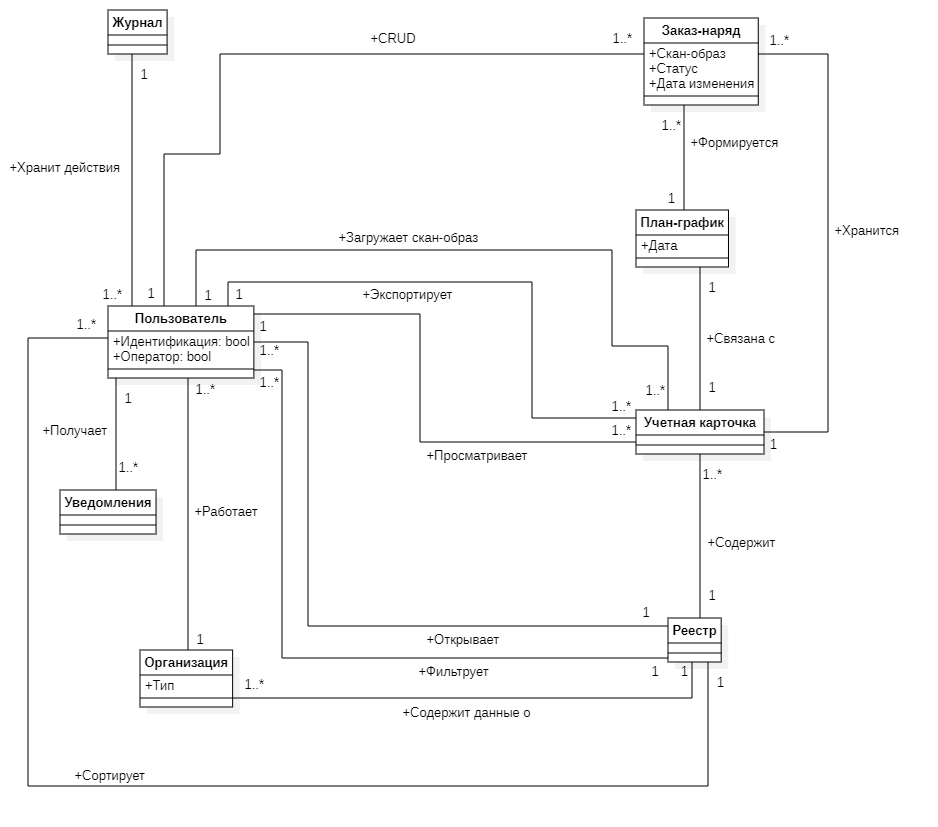 Журнал
1
+Хранит действия
1..*
+CRUD
1
1..*
Заказ-наряд
+Скан-образ
+Статус
+Дата изменения
1..*
1..*
+Формируется
1
План-график
+Дата
+Хранится
+Загружает скан-образ
1
1..*
+Экспортирует
1
1..*
1
+Связана с
1
Пользователь
+Идентификация: bool
+Оператор: bool
1..*
1
1..*
1..*
1
1..*
Учетная карточка
1
1..*
+Просматривает
1..*
+Получает
1..*
Уведомления
+Работает
+Содержит
1
1
Реестр
+Открывает
1
Организация
+Тип
1..*
+Фильтрует
1
1
1
+Содержит данные о
+Сортирует